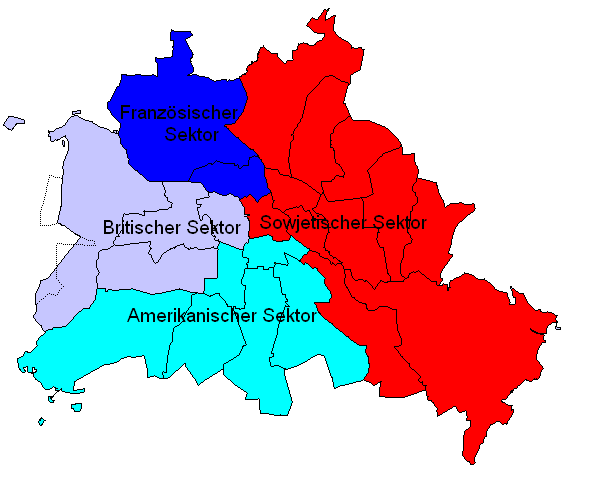 Französischer
Sektor
Britischer Sektor
Sowjetischer Sektor
Amerikanischer Sektor